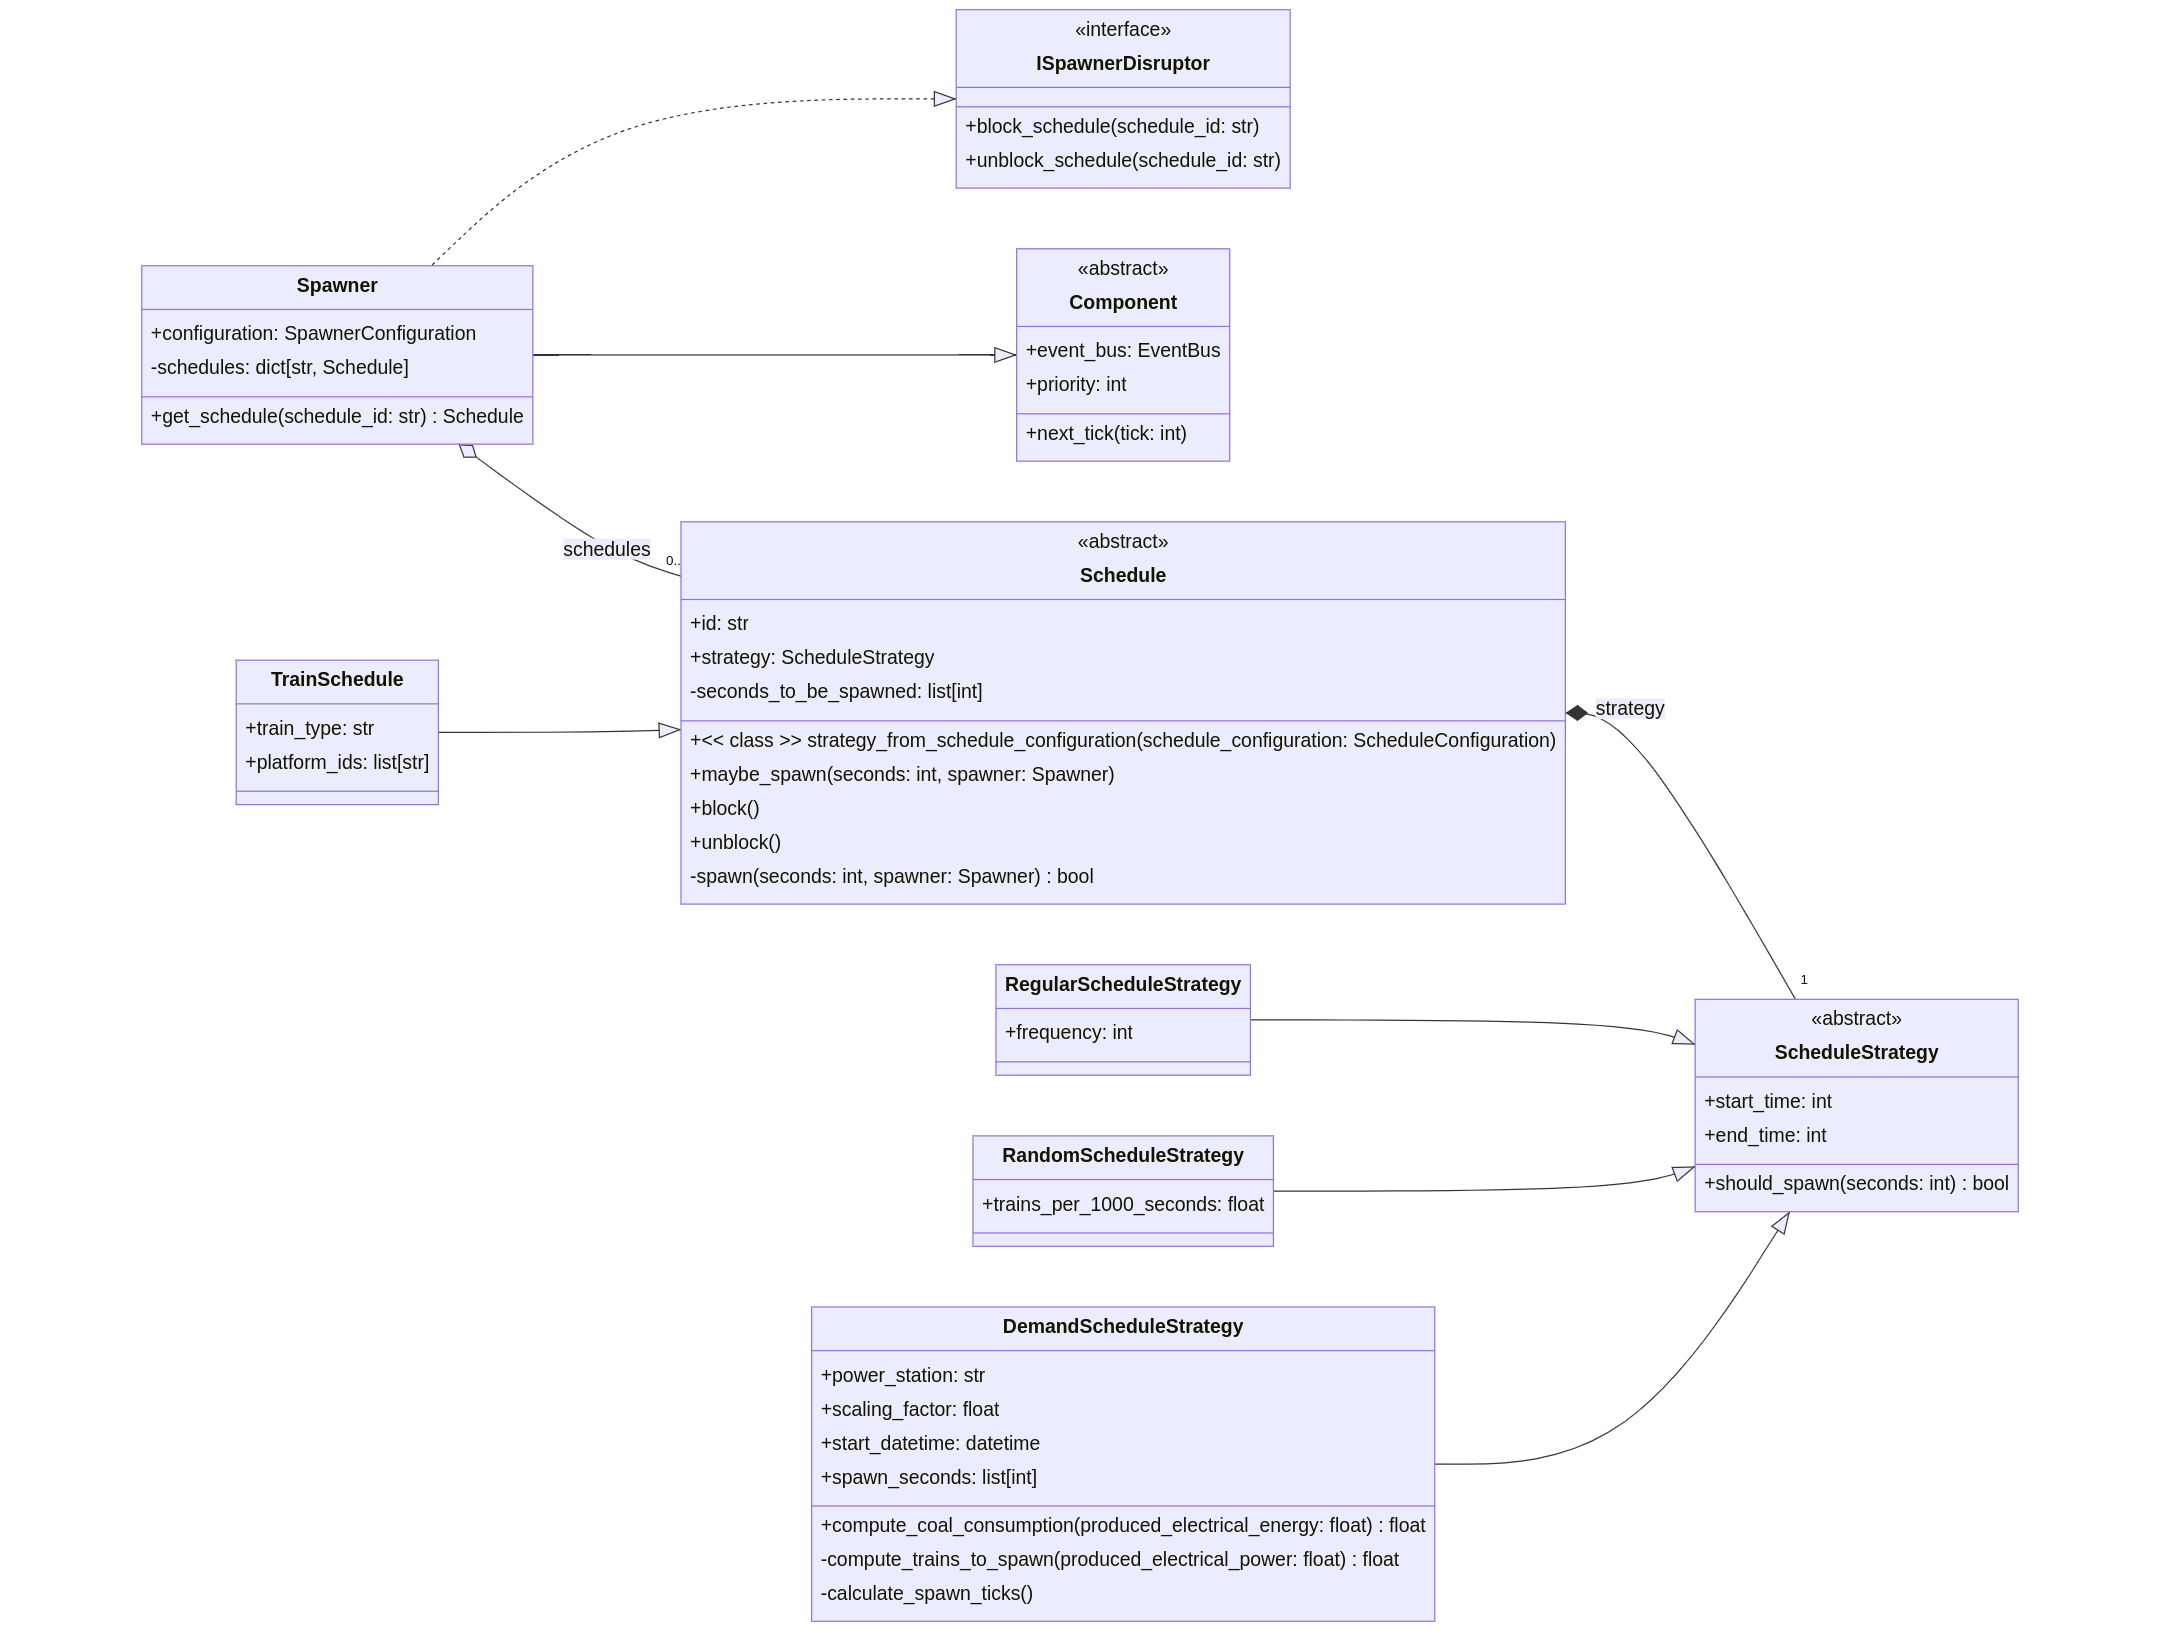 «interface»
ISpawnerDisruptor
+block_schedule(schedule_id: str)
+unblock_schedule(schedule_id: str)
Spawner
+configuration: SpawnerConfiguration
-schedules: dict[str, Schedule]
+get_schedule(schedule_id: str) : Schedule
«abstract»
Component
+event_bus: EventBus
+priority: int
+next_tick(tick: int)
schedules
0..
«abstract»
Schedule
+id: str
+strategy: ScheduleStrategy
-seconds_to_be_spawned: list[int]
+<< class >> strategy_from_schedule_configuration(schedule_configuration: ScheduleConfiguration)
+maybe_spawn(seconds: int, spawner: Spawner)
+block()
+unblock()
-spawn(seconds: int, spawner: Spawner) : bool
TrainSchedule
+train_type: str
+platform_ids: list[str]
strategy
1
RegularScheduleStrategy
+frequency: int
«abstract»
ScheduleStrategy
+start_time: int
+end_time: int
+should_spawn(seconds: int) : bool
RandomScheduleStrategy
+trains_per_1000_seconds: float
DemandScheduleStrategy
+power_station: str
+scaling_factor: float
+start_datetime: datetime
+spawn_seconds: list[int]
+compute_coal_consumption(produced_electrical_energy: float) : float
-compute_trains_to_spawn(produced_electrical_power: float) : float
-calculate_spawn_ticks()